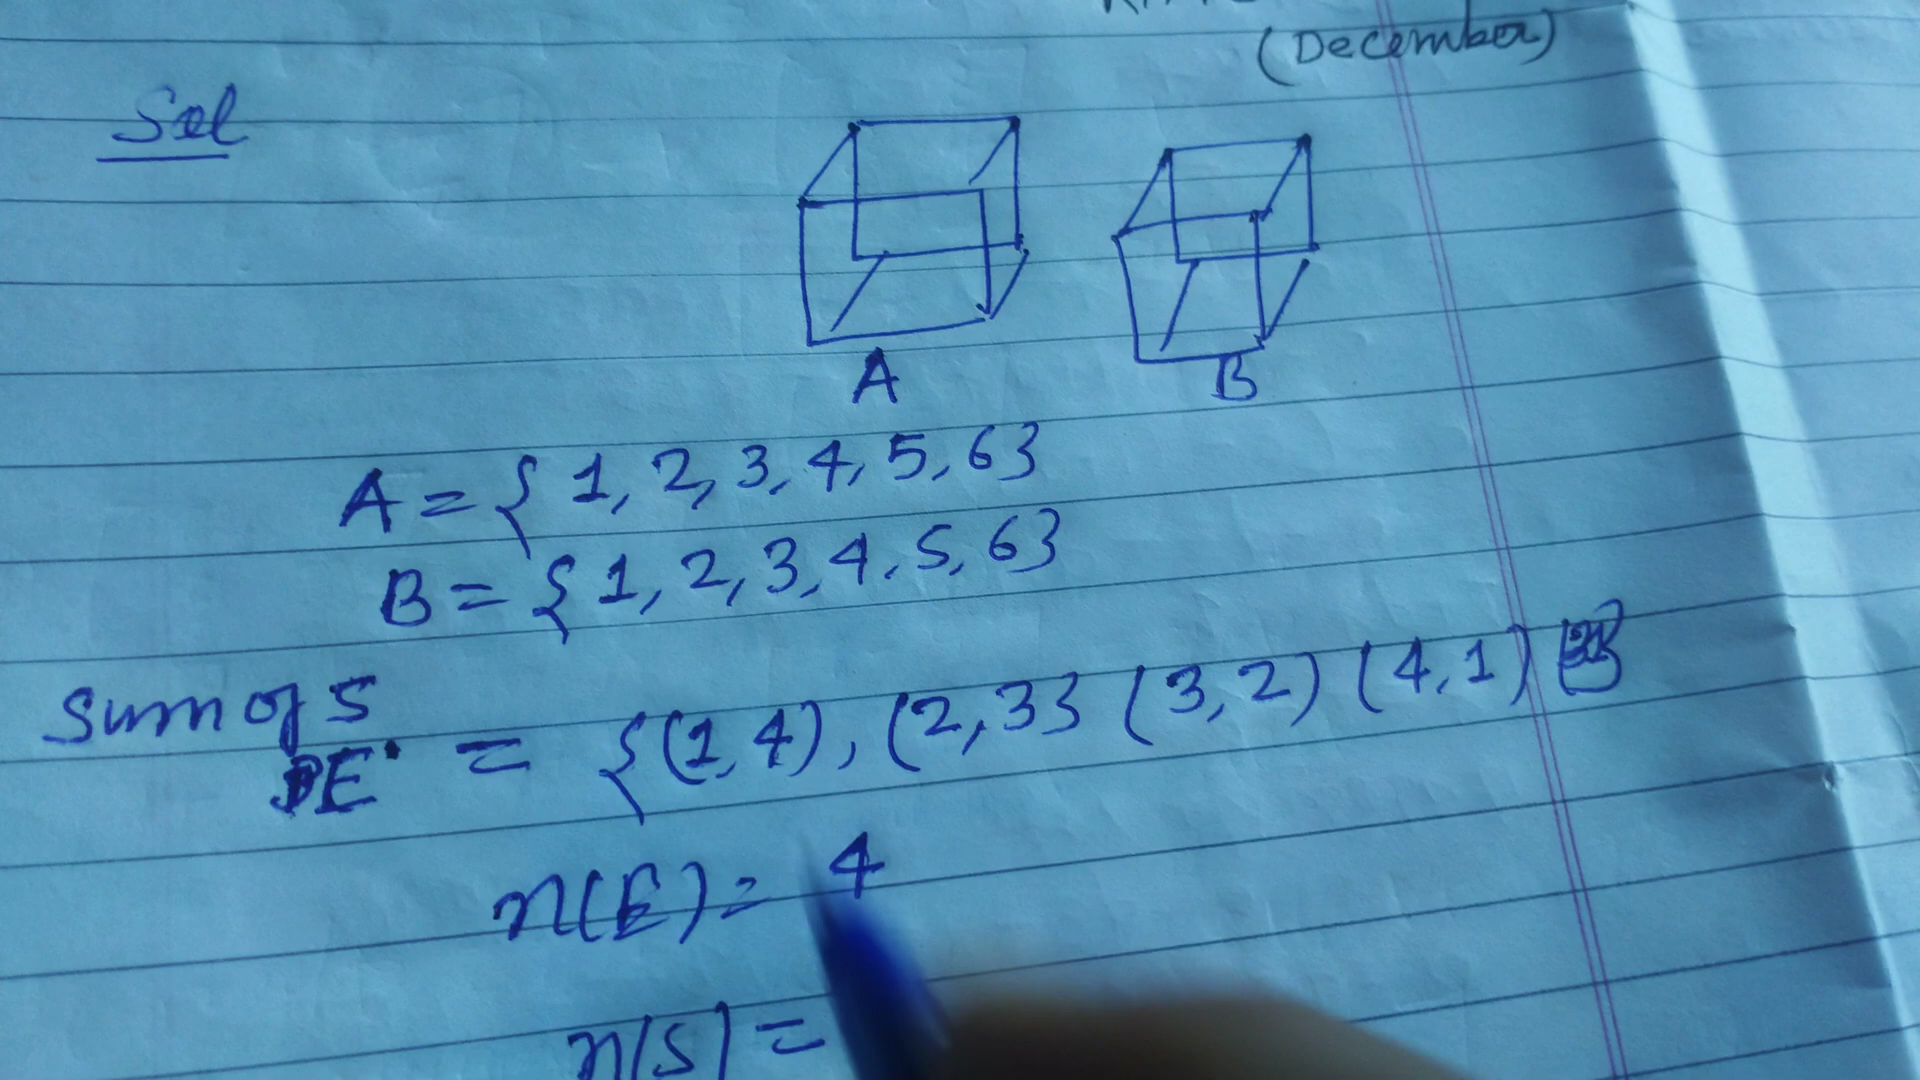 (December)
Sol
A B
A = { 1, 2, 3, 4, 5, 6}
B = { 1, 2, 3, 4, 5, 6}
Sum of 5
E = {(1,4), (2,3} (3,2) (4,1) }
n(E) = 4
n(S) =